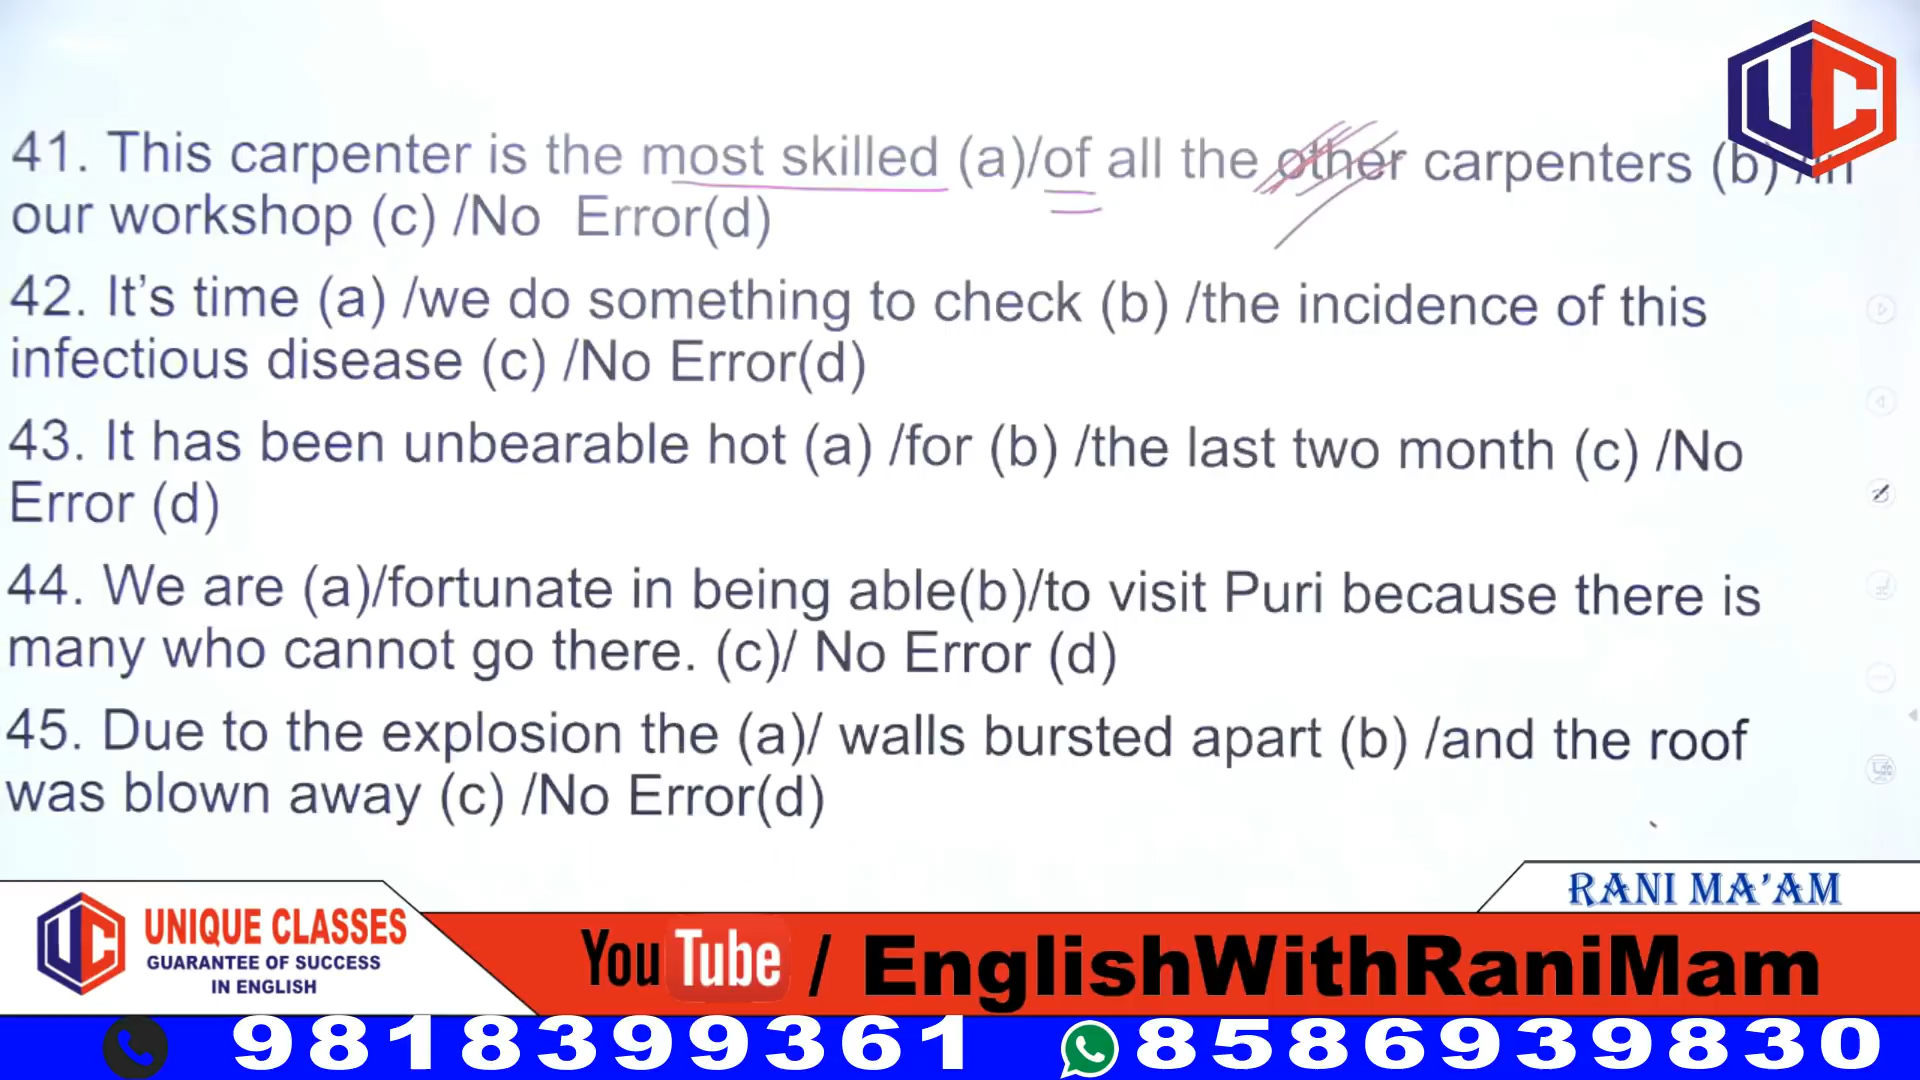 UC
41. This carpenter is the most skilled (a)/of all the other carpenters (b) /in
our workshop (c) /No Error(d)
42. It’s time (a) /we do something to check (b) /the incidence of this
infectious disease (c) /No Error(d)
43. It has been unbearable hot (a) /for (b) /the last two month (c) /No
Error (d)
44. We are (a)/fortunate in being able(b)/to visit Puri because there is
many who cannot go there. (c)/ No Error (d)
45. Due to the explosion the (a)/ walls bursted apart (b) /and the roof
was blown away (c) /No Error(d)
RANI MA’AM
UC UNIQUE CLASSES
GUARANTEE OF SUCCESS
IN ENGLISH
YouTube / EnglishWithRaniMam
9818399361 8586939830